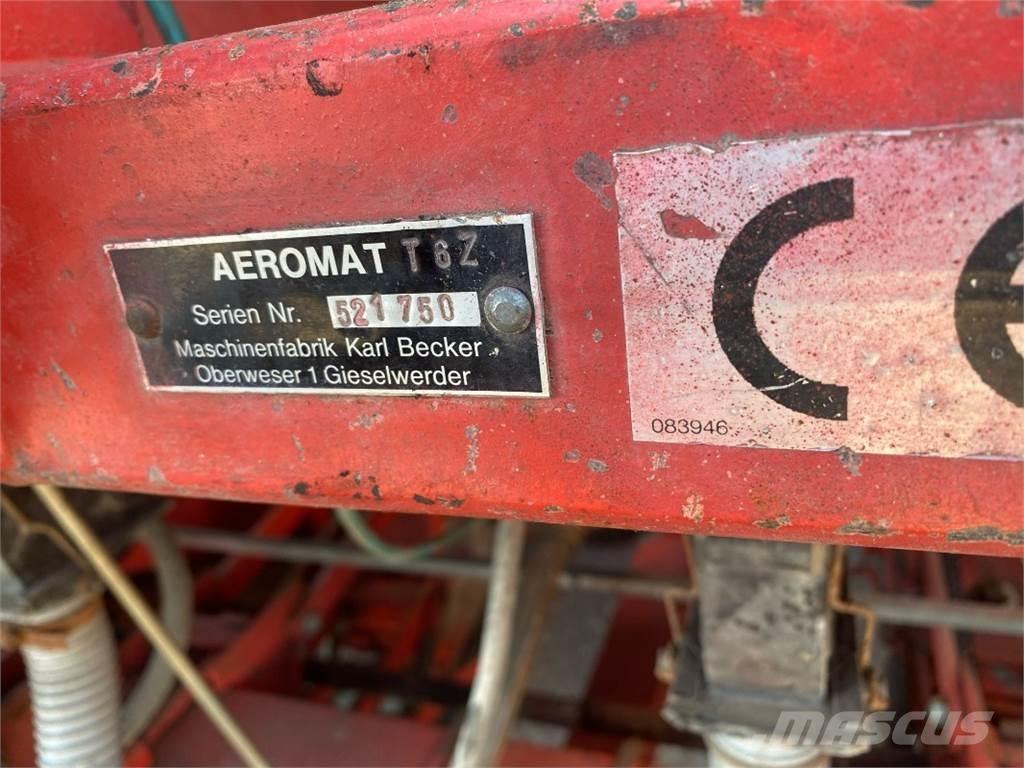 AEROMAT T6Z
Serien Nr. 521750
Maschinenfabrik Karl Becker
Oberweser 1 Gieselwerder
CE
083946
MASCUS